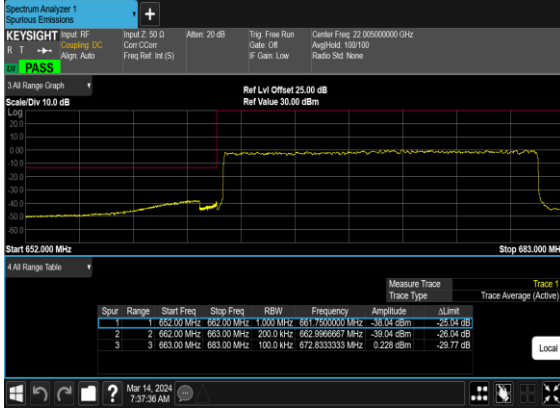 Spectrum Analyzer 1
Spurious Emissions
KEYSIGHT Input: RF Input Z: 50 Ω Atten: 20 dB Trig: Free Run Center Freq: 22.005000000 GHz
R T Coupling: DC Corr CCorr Gate: Off Avg|Hold: 100/100
Align: Auto Freq Ref: Int (S) IF Gain: Low Radio Std: None
LXI PASS
3 All Range Graph
Ref Lvl Offset 25.00 dB
Scale/Div 10.0 dB Ref Value 30.00 dBm
Log
20.0
10.0
0.00
-10.0
-20.0
-30.0
-40.0
-50.0
-60.0
Start 652.000 MHz Stop 683.000 MHz
4 All Range Table
Measure Trace Trace 1
Trace Type Trace Average (Active)
Spur Range Start Freq Stop Freq RBW Frequency Amplitude ΔLimit
1 1 652.00 MHz 662.00 MHz 1.000 MHz 661.7500000 MHz -38.04 dBm -25.04 dB
2 2 662.00 MHz 663.00 MHz 200.0 kHz 662.9966667 MHz -39.04 dBm -26.04 dB
3 3 663.00 MHz 683.00 MHz 100.0 kHz 672.8333333 MHz 0.228 dBm -29.77 dB
Local
Mar 14, 2024
7:37:36 AM